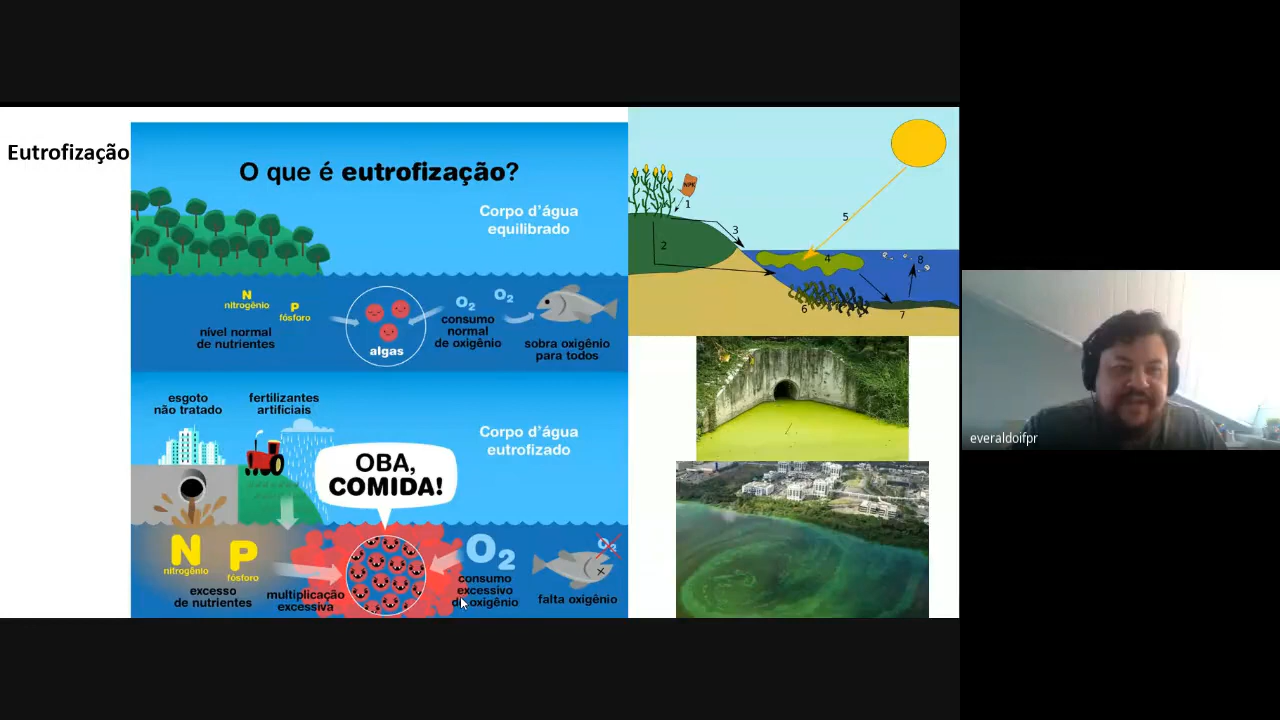 Eutrofização
O que é eutrofização?
Corpo d'água
equilibrado
N
nitrogênio
P
fósforo
nível normal
de nutrientes
algas
O₂
O₂
consumo
normal
de oxigênio
sobra oxigênio
para todos
esgoto
não tratado
fertilizantes
artificiais
Corpo d'água
eutrofizado
OBA,
COMIDA!
N
nitrogênio
P
fósforo
excesso
de nutrientes
multiplicação
excessiva
O₂
consumo
excessivo
de oxigênio
O₂
falta oxigênio
NPK
1
2
3
4
5
6
7
8
everaldoifpr